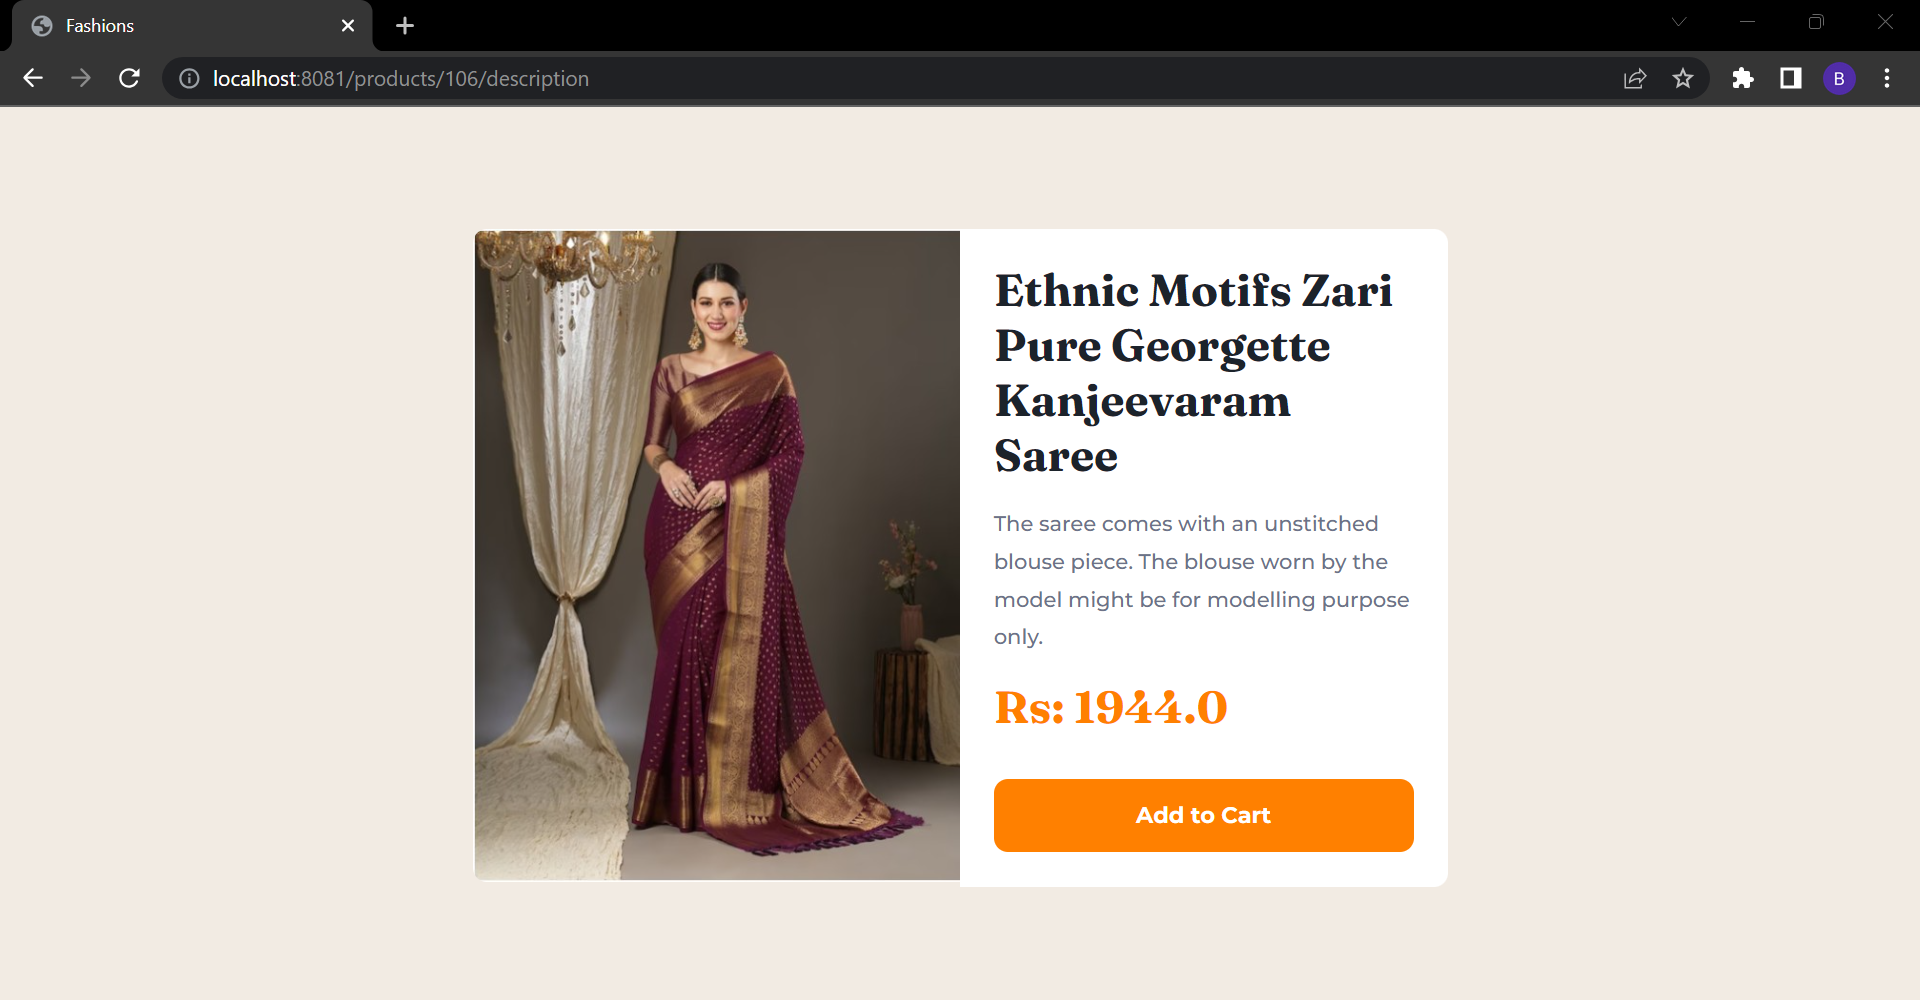 Fashions
localhost:8081/products/106/description
B
Ethnic Motifs Zari
Pure Georgette
Kanjeevaram
Saree
The saree comes with an unstitched
blouse piece. The blouse worn by the
model might be for modelling purpose
only.
Rs: 1944.0
Add to Cart